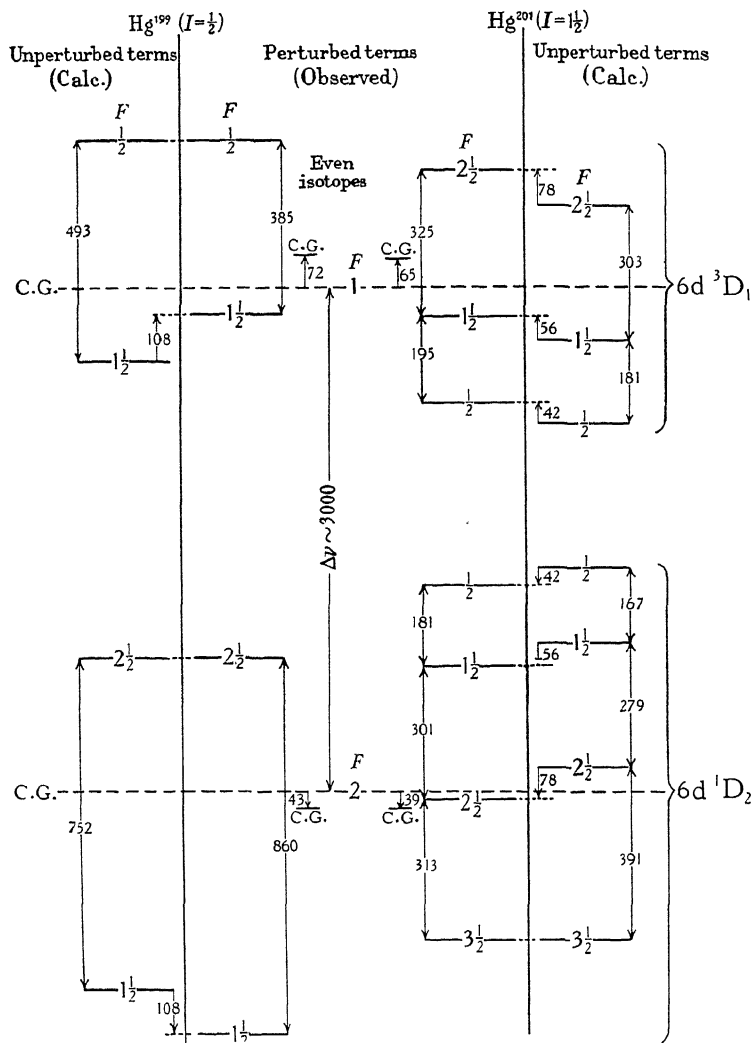 Hg¹⁹⁹ (I=½) Hg²⁰¹ (I=1½)
Unperturbed terms Perturbed terms Unperturbed terms
(Calc.) (Observed) (Calc.)
F F
½ ½
F
2½
78 F
2½
Even
isotopes
493 385
325
303
C.G. C.G.
72 65
C.G. F
1 6d ³D₁
1½ 1½
108 56
1½ 1½
195 181
½ 42
½
Δν ~ 3000
½ 42 ½
181 167
2½ 2½ 1½ 56 1½
301 279
F 2½
78
C.G. 43 2 39 2½ 6d ¹D₂
C.G. C.G.
752 860 313 391
3½ 3½
1½
108
1½